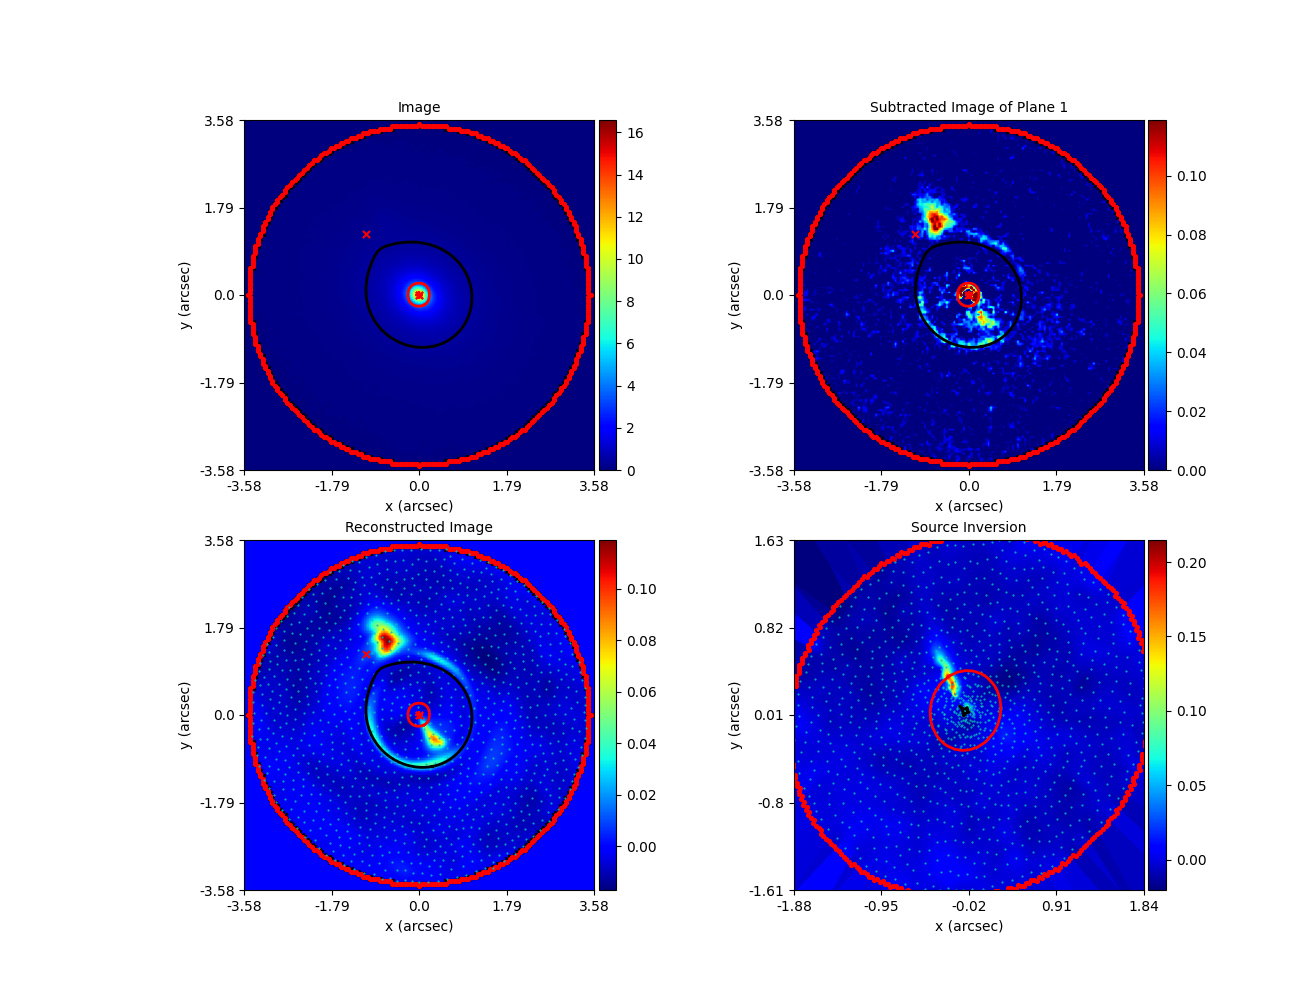 Image
3.58
1.79
0.0
-1.79
-3.58
y (arcsec)
-3.58 -1.79 0.0 1.79 3.58
x (arcsec)
16
14
12
10
8
6
4
2
0
Subtracted Image of Plane 1
3.58
1.79
0.0
-1.79
-3.58
y (arcsec)
-3.58 -1.79 0.0 1.79 3.58
x (arcsec)
0.10
0.08
0.06
0.04
0.02
0.00
Reconstructed Image
3.58
1.79
0.0
-1.79
-3.58
y (arcsec)
-3.58 -1.79 0.0 1.79 3.58
x (arcsec)
0.10
0.08
0.06
0.04
0.02
0.00
Source Inversion
1.63
0.82
0.01
-0.8
-1.61
y (arcsec)
-1.88 -0.95 -0.02 0.91 1.84
x (arcsec)
0.20
0.15
0.10
0.05
0.00